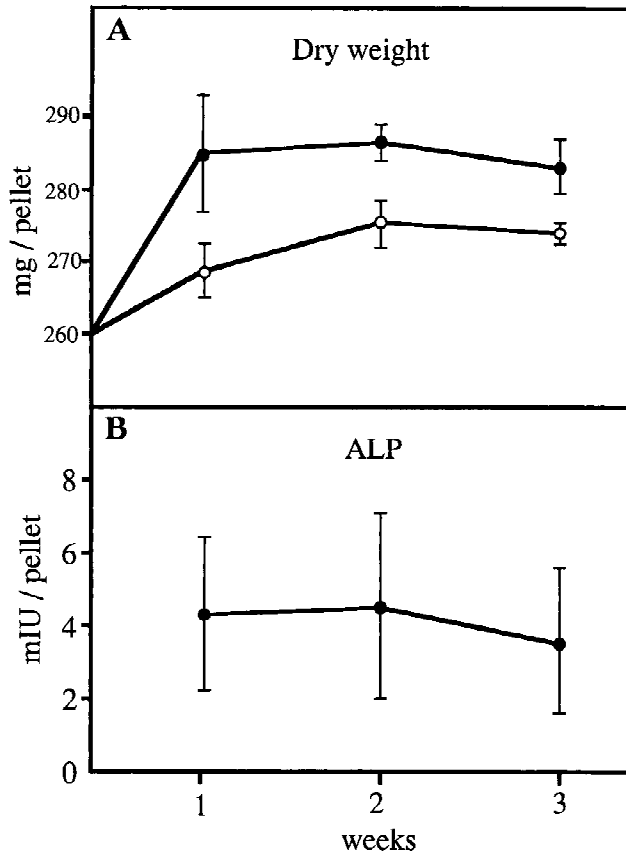 A
Dry weight
290
280
270
260
mg / pellet
B
ALP
8
6
4
2
0
mIU / pellet
1 2 3
weeks